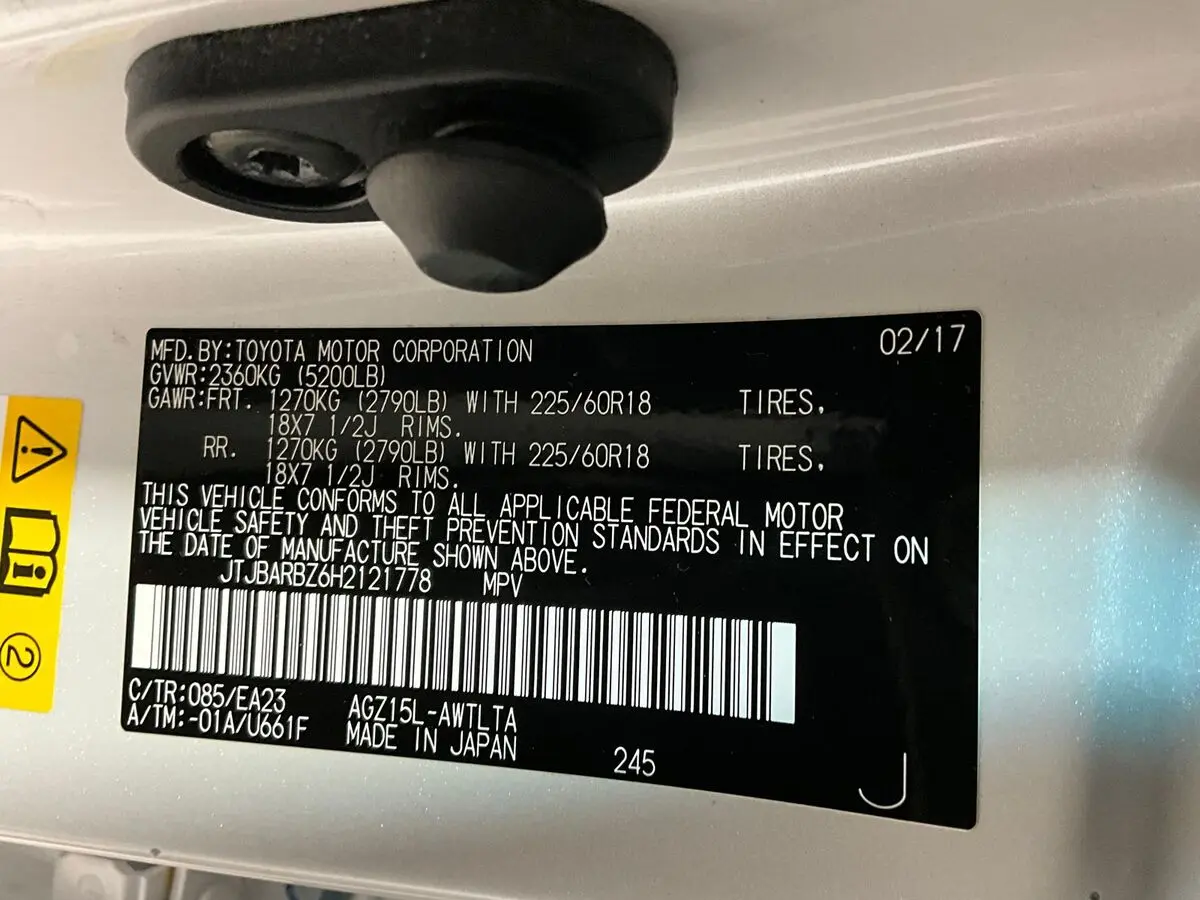 MFD.BY:TOYOTA MOTOR CORPORATION 02/17
GVWR:2360KG (5200LB)
GAWR:FRT. 1270KG (2790LB) WITH 225/60R18 TIRES,
18X7 1/2J RIMS.
RR. 1270KG (2790LB) WITH 225/60R18 TIRES,
18X7 1/2J RIMS.
THIS VEHICLE CONFORMS TO ALL APPLICABLE FEDERAL MOTOR
VEHICLE SAFETY AND THEFT PREVENTION STANDARDS IN EFFECT ON
THE DATE OF MANUFACTURE SHOWN ABOVE.
JTJBARBZ6H2121778 MPV
C/TR:085/EA23 AGZ15L-AWTLTA
A/TM:-01A/U661F MADE IN JAPAN 245
J
2